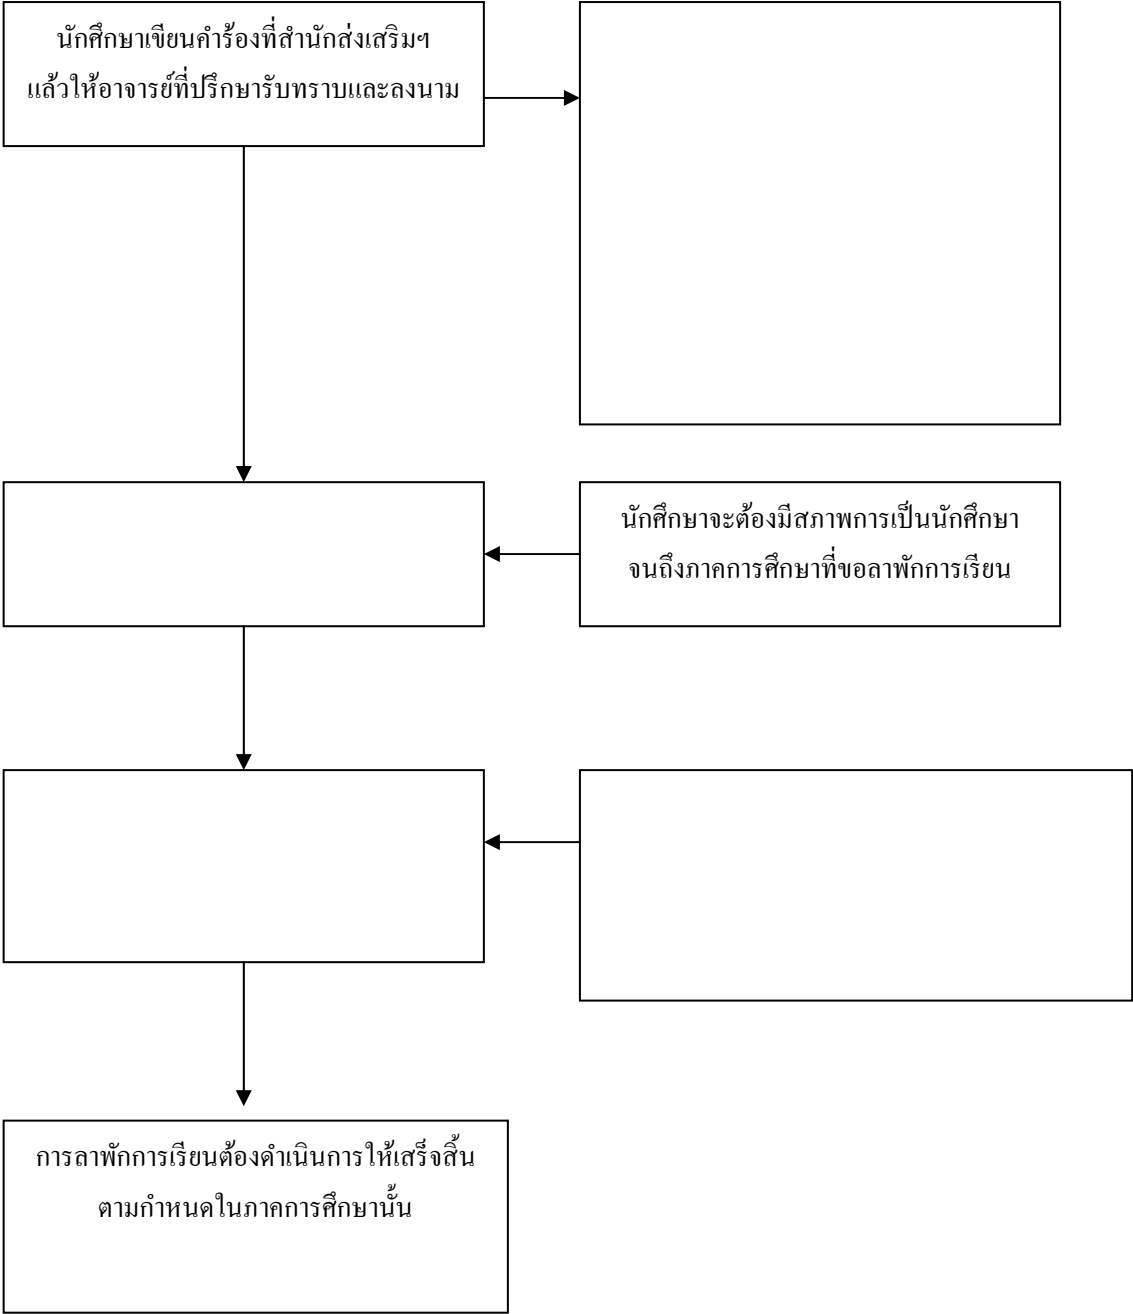 นักศึกษาเขียนคำร้องที่สำนักส่งเสริมฯ
แล้วให้อาจารย์ที่ปรึกษารับทราบและลงนาม
นักศึกษาจะต้องมีสภาพการเป็นนักศึกษา
จนถึงภาคการศึกษาที่ขอลาพักการเรียน
การลาพักการเรียนต้องดำเนินการให้เสร็จสิ้น
ตามกำหนดในภาคการศึกษานั้น